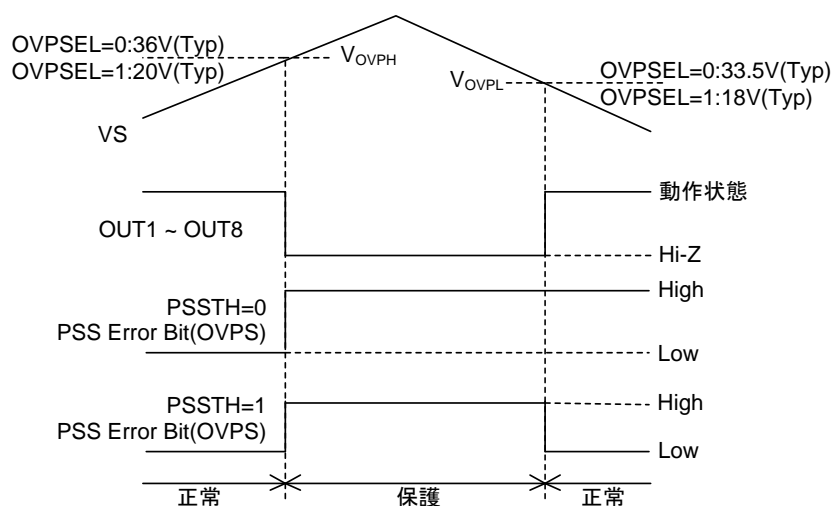 OVPSEL=0:36V(Typ)
OVPSEL=1:20V(Typ)
VOVPH
VOVPL
OVPSEL=0:33.5V(Typ)
OVPSEL=1:18V(Typ)
VS
OUT1 ~ OUT8
動作状態
Hi-Z
PSSTH=0
PSS Error Bit(OVPS)
High
Low
PSSTH=1
PSS Error Bit(OVPS)
High
Low
正常
保護
正常